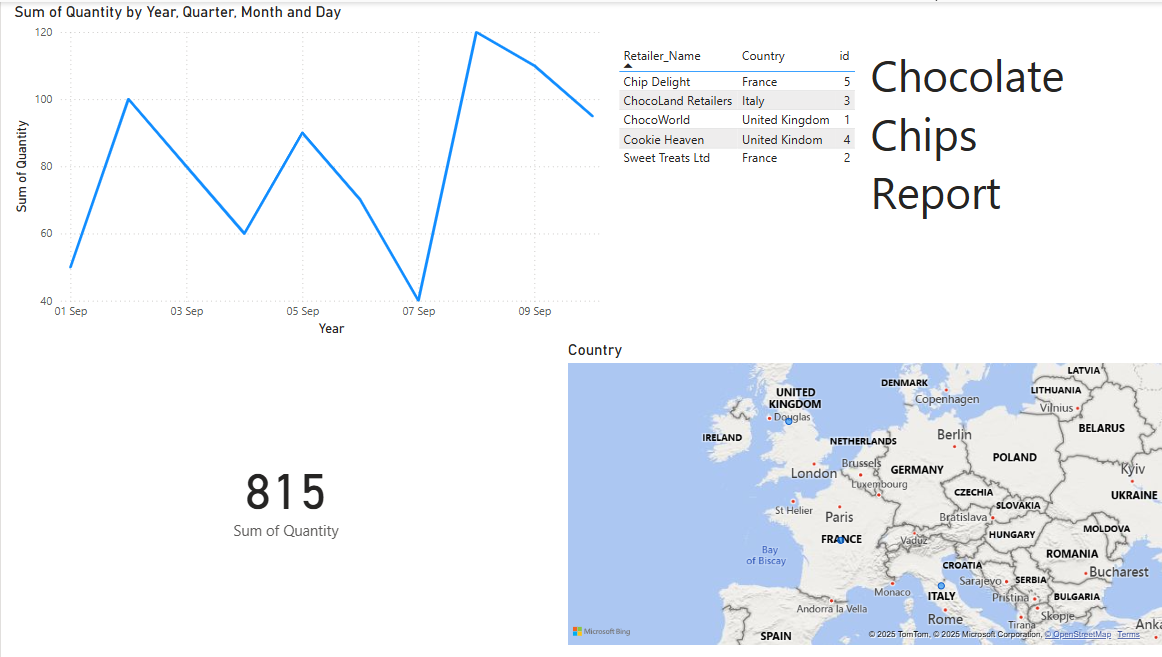 Sum of Quantity by Year, Quarter, Month and Day
120
100
80
60
40
Sum of Quantity
01 Sep 03 Sep 05 Sep 07 Sep 09 Sep
Year
Retailer_Name Country id
Chip Delight France 5
ChocoLand Retailers Italy 3
ChocoWorld United Kingdom 1
Cookie Heaven United Kindom 4
Sweet Treats Ltd France 2
Chocolate
Chips
Report
815
Sum of Quantity
Country
LATVIA
DENMARK
LITHUANIA
UNITED
KINGDOM
Copenhagen
Vilnius
Douglas
BELARUS
IRELAND
NETHERLANDS
Berlin
POLAND
London
Brussels
GERMANY
Kyiv
Luxembourg
CZECHIA
UKRAINE
SLOVAKIA
St Helier
Paris
Bratislava
MOLDOVA
FRANCE
Vaduz
HUNGARY
Bay
of Biscay
ROMANIA
CROATIA
Bucharest
Sarajevo
SERBIA
Monaco
ITALY
Pristina
BULGARIA
Andorra la Vella
Rome
Skopje
Tirana
Anka
SPAIN
Microsoft Bing
© 2025 TomTom, © 2025 Microsoft Corporation, © OpenStreetMap Terms